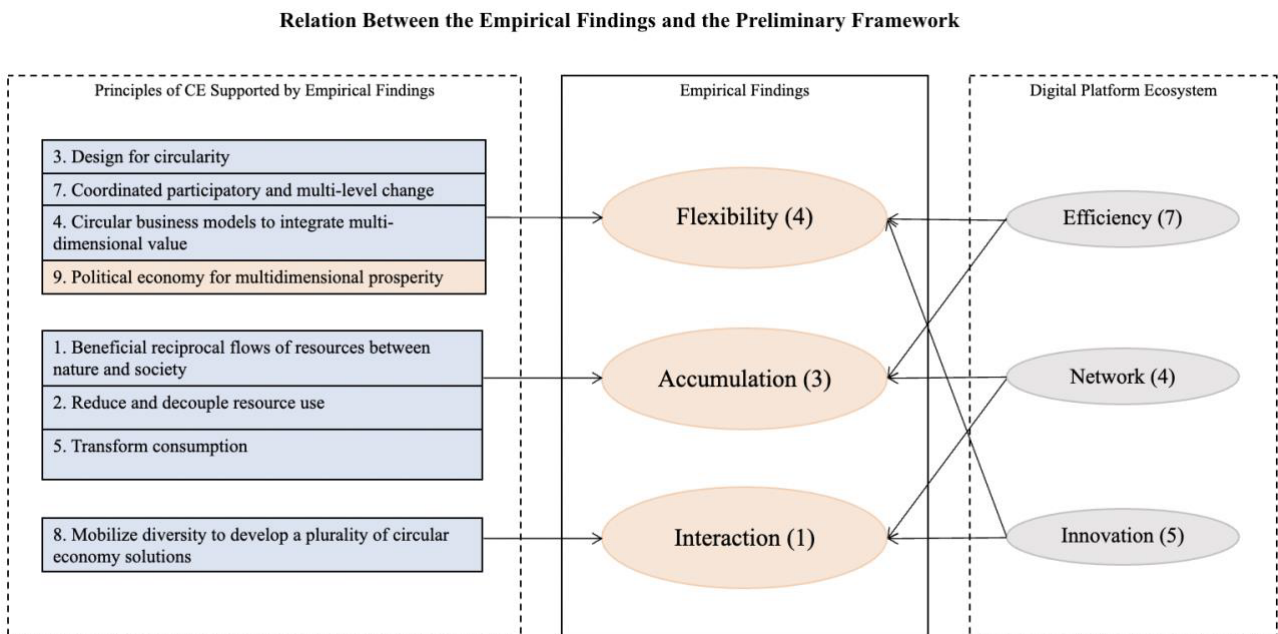 Relation Between the Empirical Findings and the Preliminary Framework
Principles of CE Supported by Empirical Findings
3. Design for circularity
7. Coordinated participatory and multi-level change
4. Circular business models to integrate multi-
dimensional value
9. Political economy for multidimensional prosperity
1. Beneficial reciprocal flows of resources between
nature and society
2. Reduce and decouple resource use
5. Transform consumption
8. Mobilize diversity to develop a plurality of circular
economy solutions
Empirical Findings
Flexibility (4)
Accumulation (3)
Interaction (1)
Digital Platform Ecosystem
Efficiency (7)
Network (4)
Innovation (5)